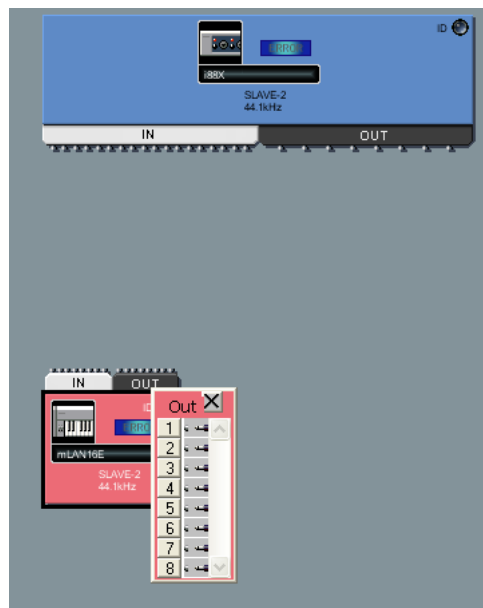 ID
ERROR
i88X
SLAVE-2
44.1kHz
IN OUT
IN OUT
ID
mLAN16E
SLAVE-2
44.1kHz
Out X
1
2
3
4
5
6
7
8